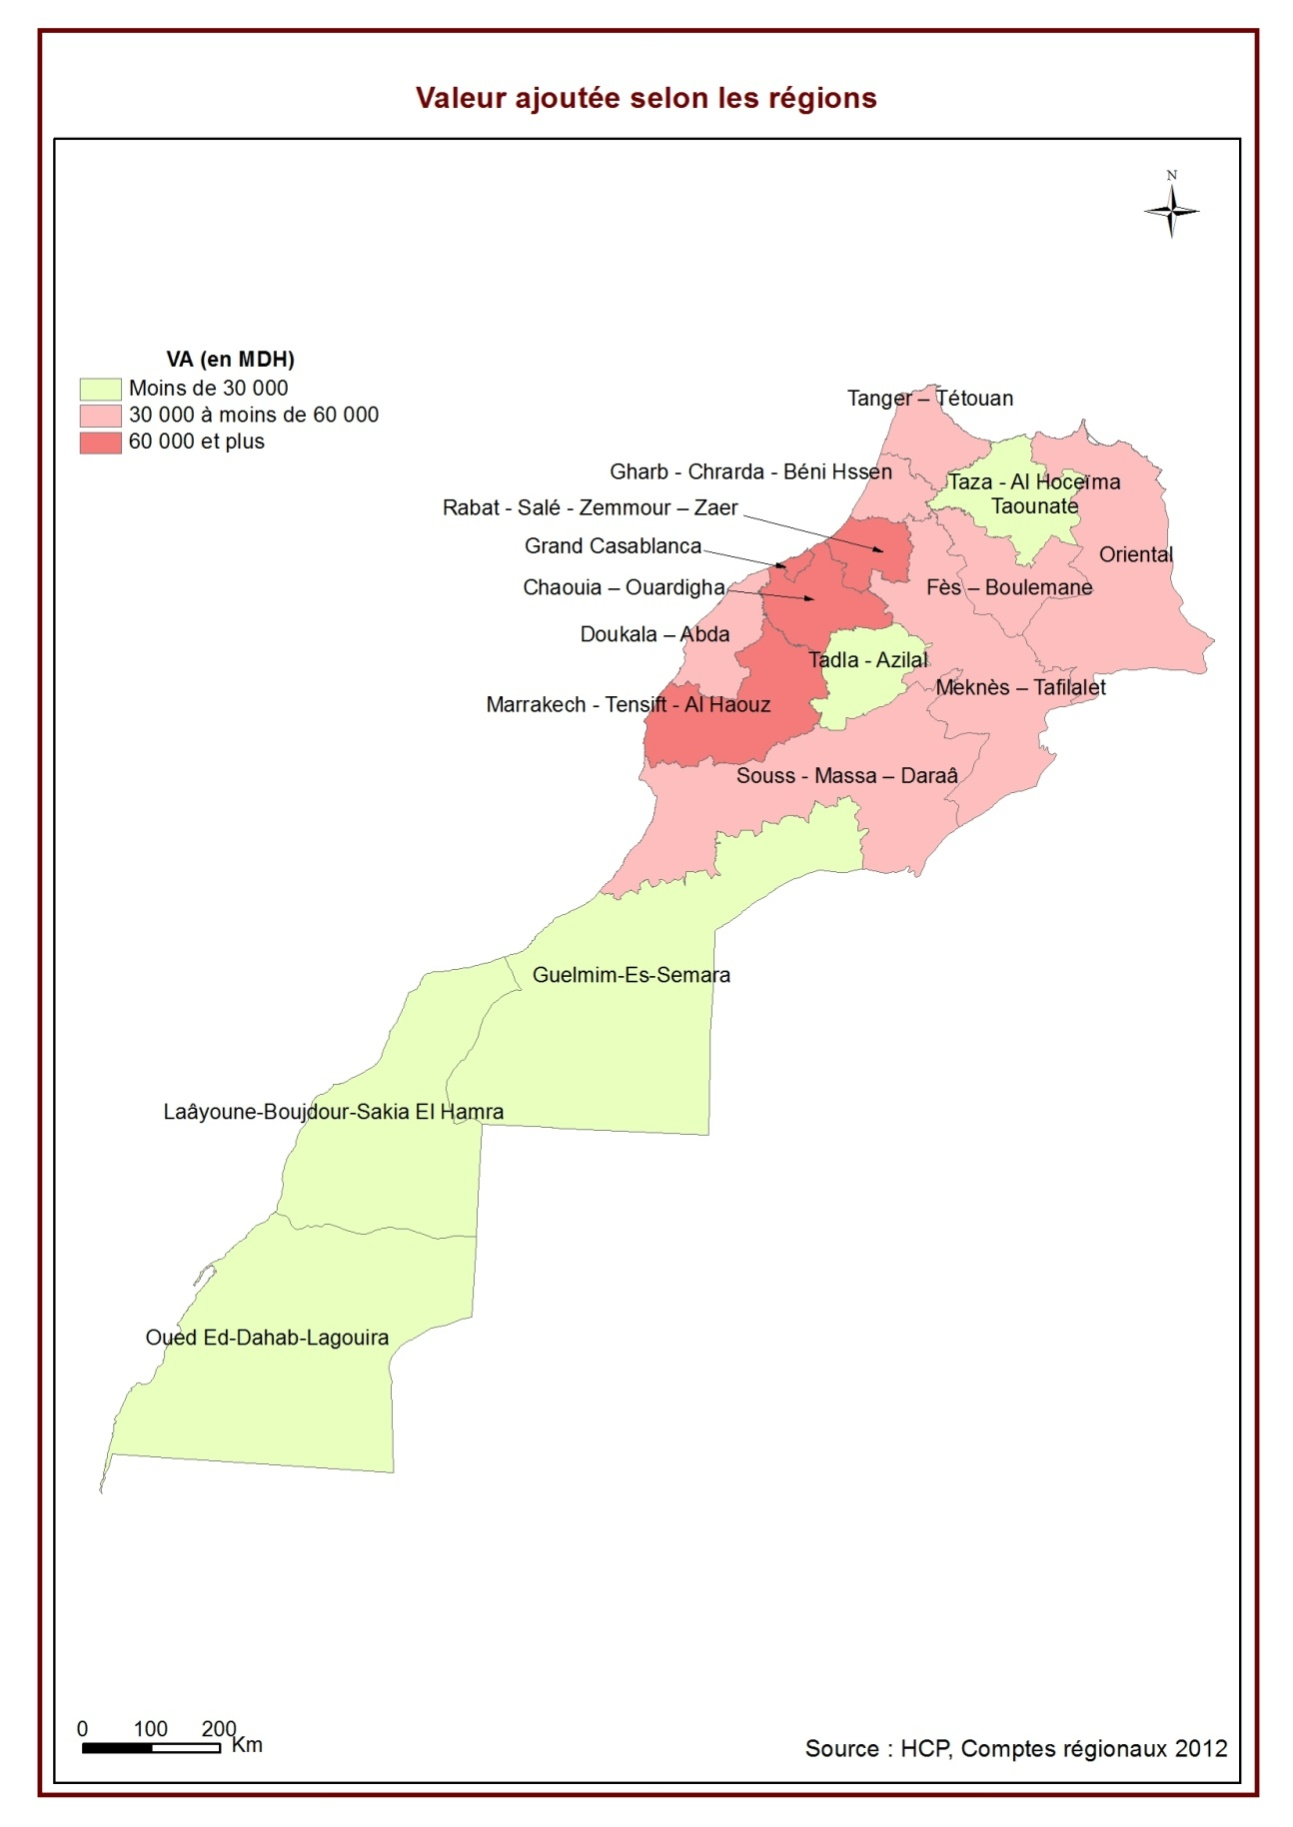 Valeur ajoutée selon les régions
N
VA (en MDH)
Moins de 30 000
30 000 à moins de 60 000
60 000 et plus
Tanger – Tétouan
Gharb - Chrarda - Béni Hssen
Taza - Al Hoceïma
Taounate
Rabat - Salé - Zemmour – Zaer
Grand Casablanca
Oriental
Chaouia – Ouardigha
Fès – Boulemane
Doukala – Abda
Tadla - Azilal
Meknès – Tafilalet
Marrakech - Tensift - Al Haouz
Souss - Massa – Daraâ
Guelmim-Es-Semara
Laâyoune-Boujdour-Sakia El Hamra
Oued Ed-Dahab-Lagouira
0 100 200
Km
Source : HCP, Comptes régionaux 2012